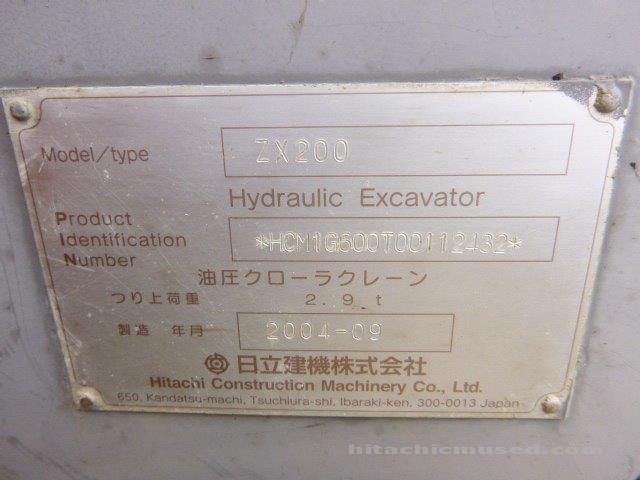 Model/type ZX200
Hydraulic Excavator
Product
Identification
Number *HCM1G600T00112432*
油圧クローラクレーン
つり上荷重 2.9 t
製造 年月 2004-09
日立建機株式会社
Hitachi Construction Machinery Co., Ltd.
650, Kandatsu-machi, Tsuchiura-shi, Ibaraki-ken, 300-0013 Japan
hitachicmused.com